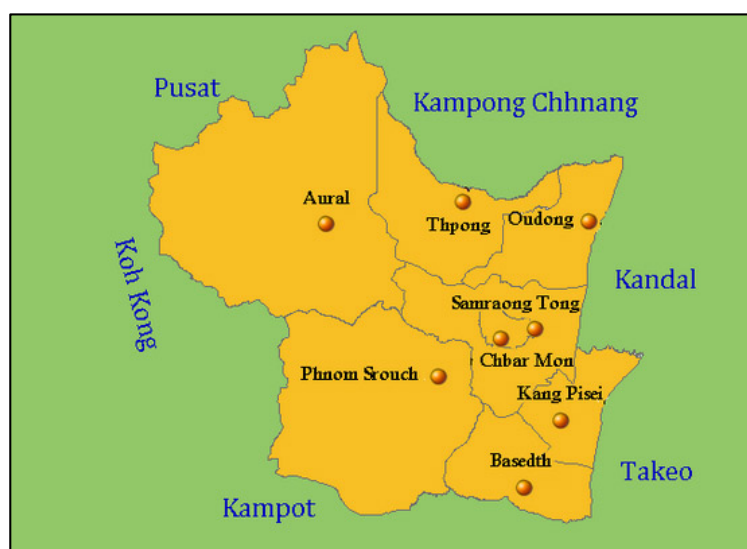 Pusat
Kampong Chhnang
Aural
Thpong
Oudong
Koh Kong
Kandal
Samraong Tong
Chbar Mon
Phnom Srouch
Kang Pisei
Basedth
Takeo
Kampot